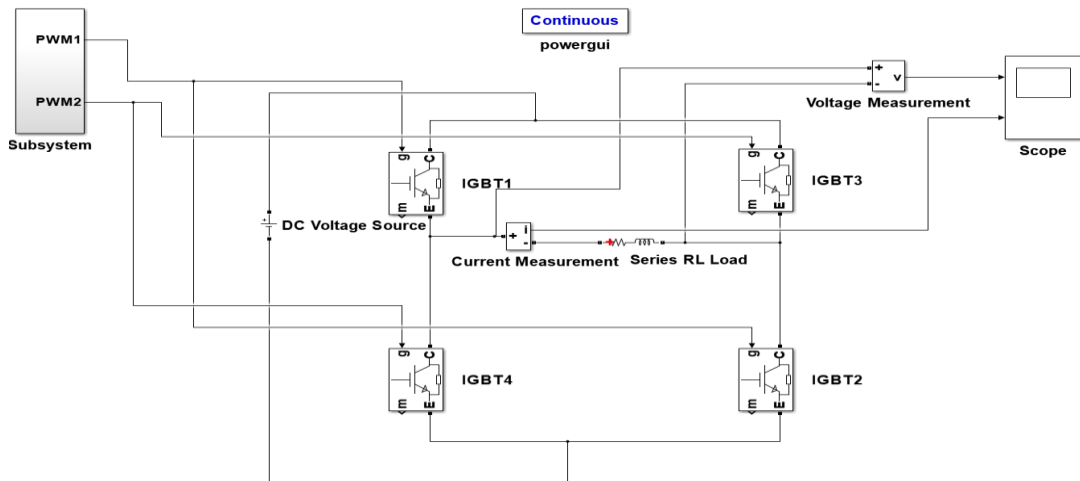 Continuous
powergui
PWM1
PWM2
Subsystem
+
-
v
Voltage Measurement
Scope
g
C
m
E
IGBT1
g
C
m
E
IGBT3
DC Voltage Source
+
-
i
Current Measurement
Series RL Load
g
C
m
E
IGBT4
g
C
m
E
IGBT2